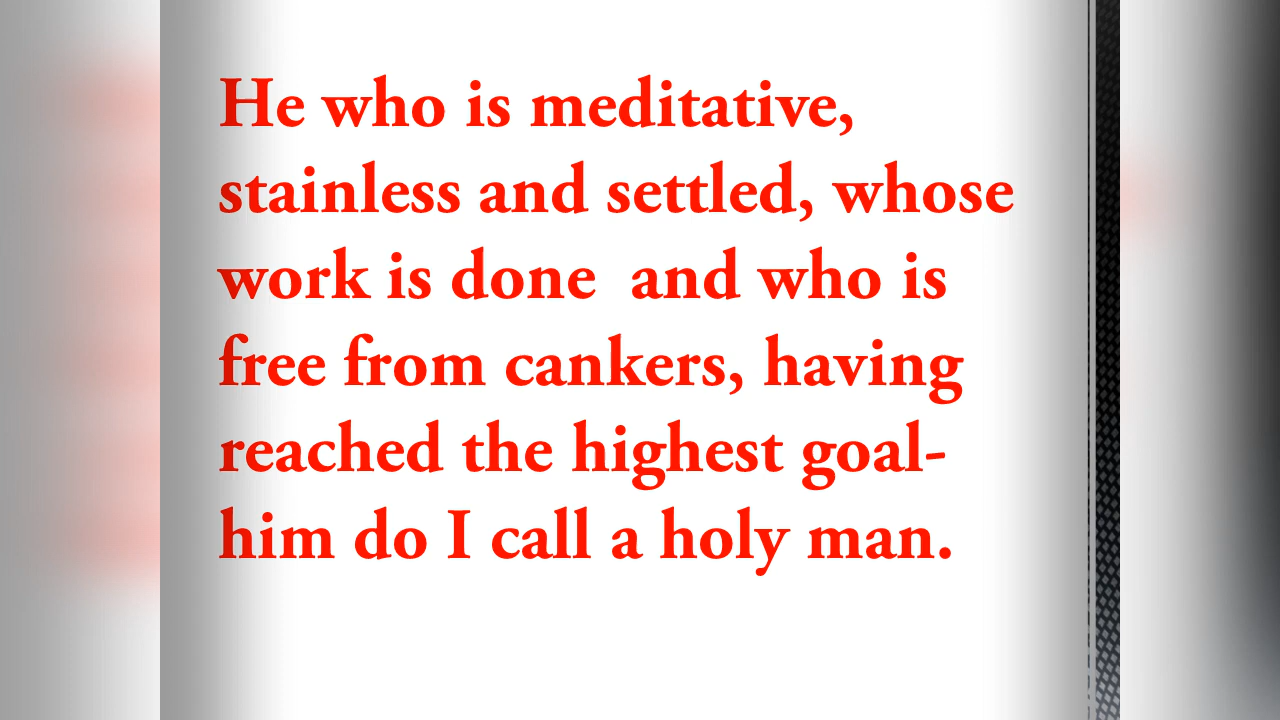 He who is meditative,
stainless and settled, whose
work is done  and who is
free from cankers, having
reached the highest goal-
him do I call a holy man.